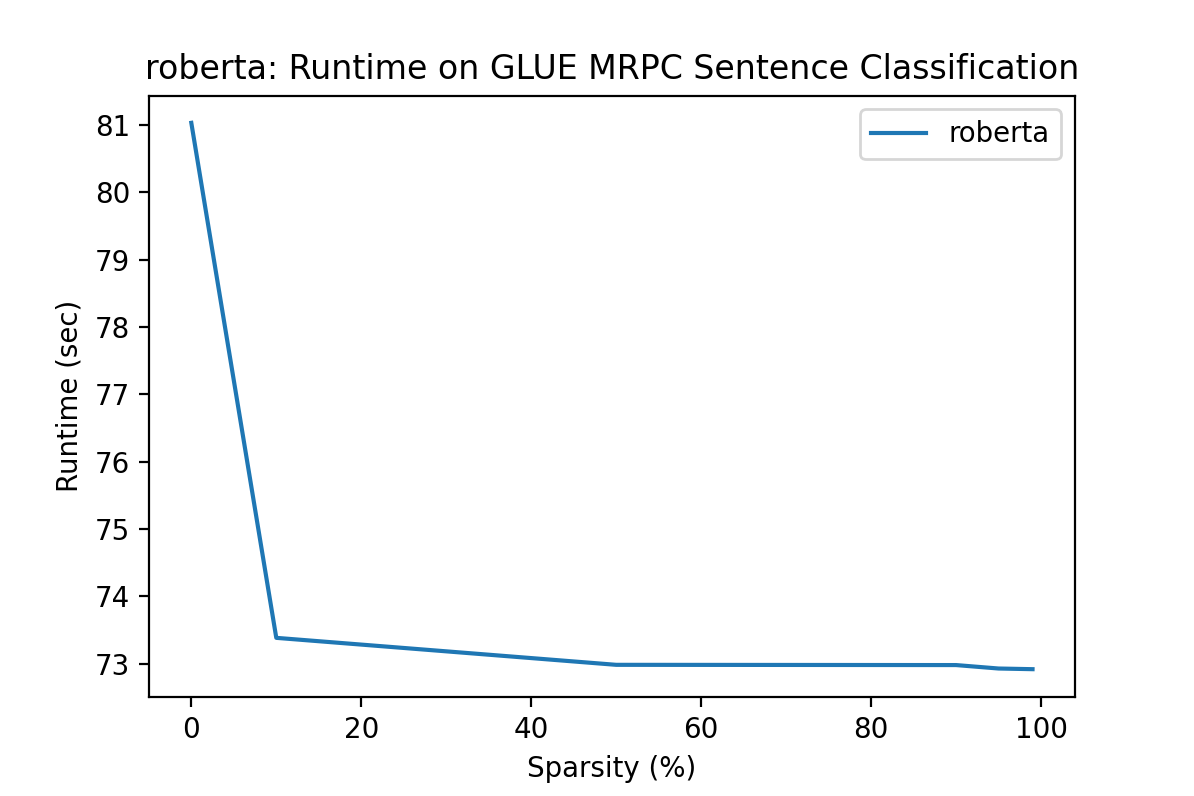 roberta: Runtime on GLUE MRPC Sentence Classification
roberta
Runtime (sec)
81
80
79
78
77
76
75
74
73
0 20 40 60 80 100
Sparsity (%)